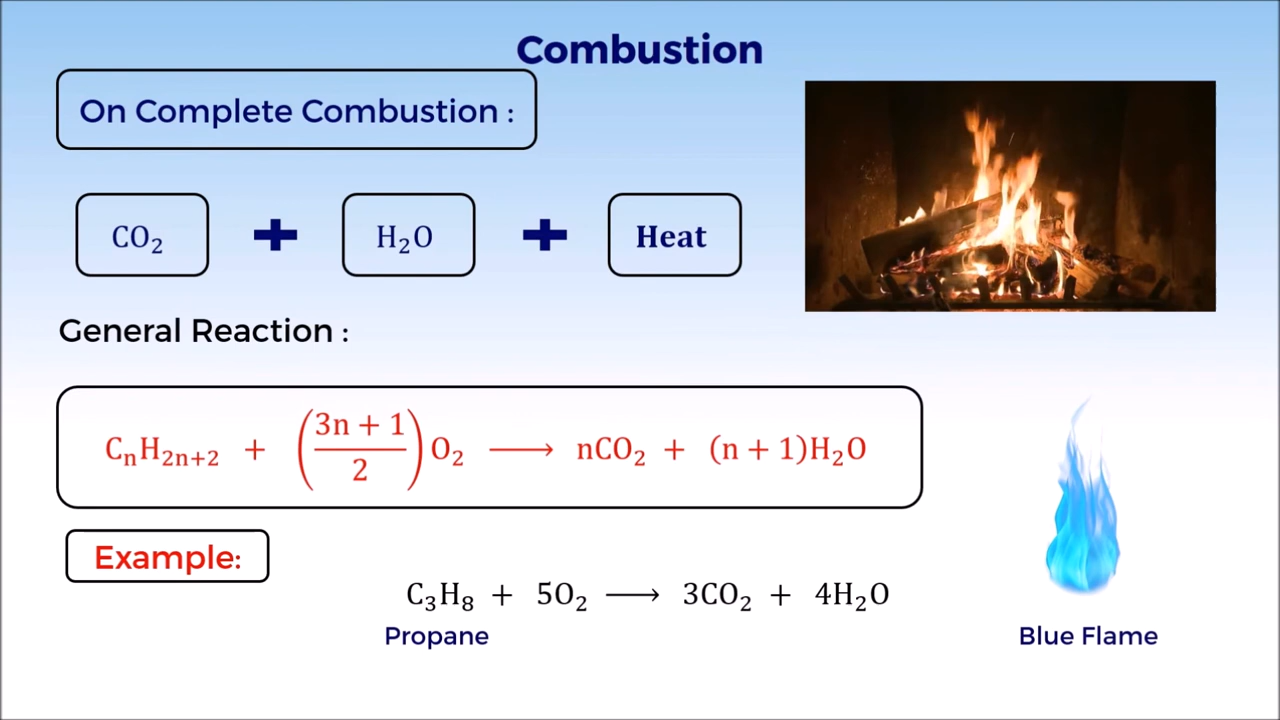 Combustion
On Complete Combustion :
CO₂ + H₂O + Heat
General Reaction :
CₙH₂ₙ₊₂ + ((3n + 1)/2) O₂ ⟶ nCO₂ + (n + 1)H₂O
Example:
C₃H₈ + 5O₂ ⟶ 3CO₂ + 4H₂O
Propane
Blue Flame